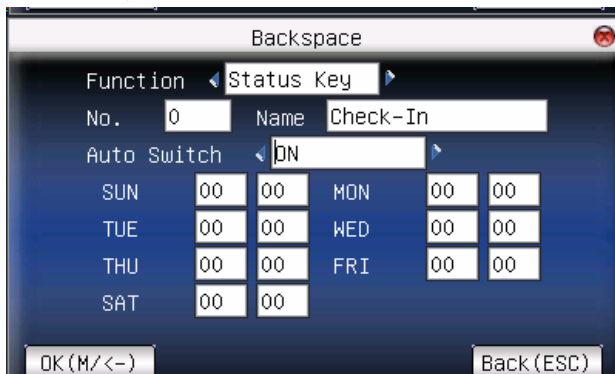 Backspace
Function Status Key
No. 0 Name Check-In
Auto Switch ON
SUN 00 00 MON 00 00
TUE 00 00 WED 00 00
THU 00 00 FRI 00 00
SAT 00 00
OK(M/<-) Back(ESC)